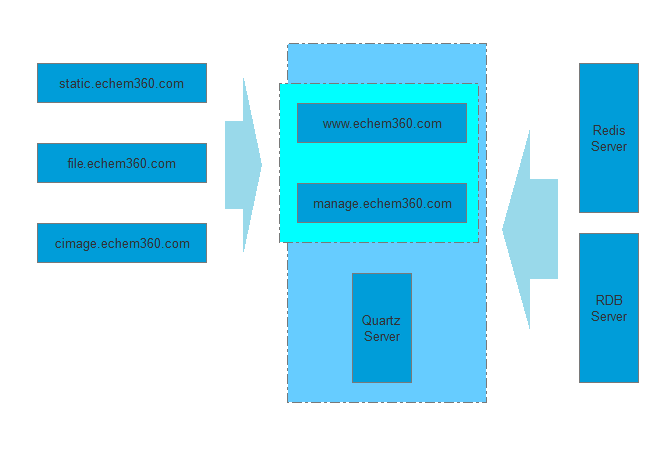 static.echem360.com
file.echem360.com
cimage.echem360.com
www.echem360.com
manage.echem360.com
Quartz
Server
Redis
Server
RDB
Server